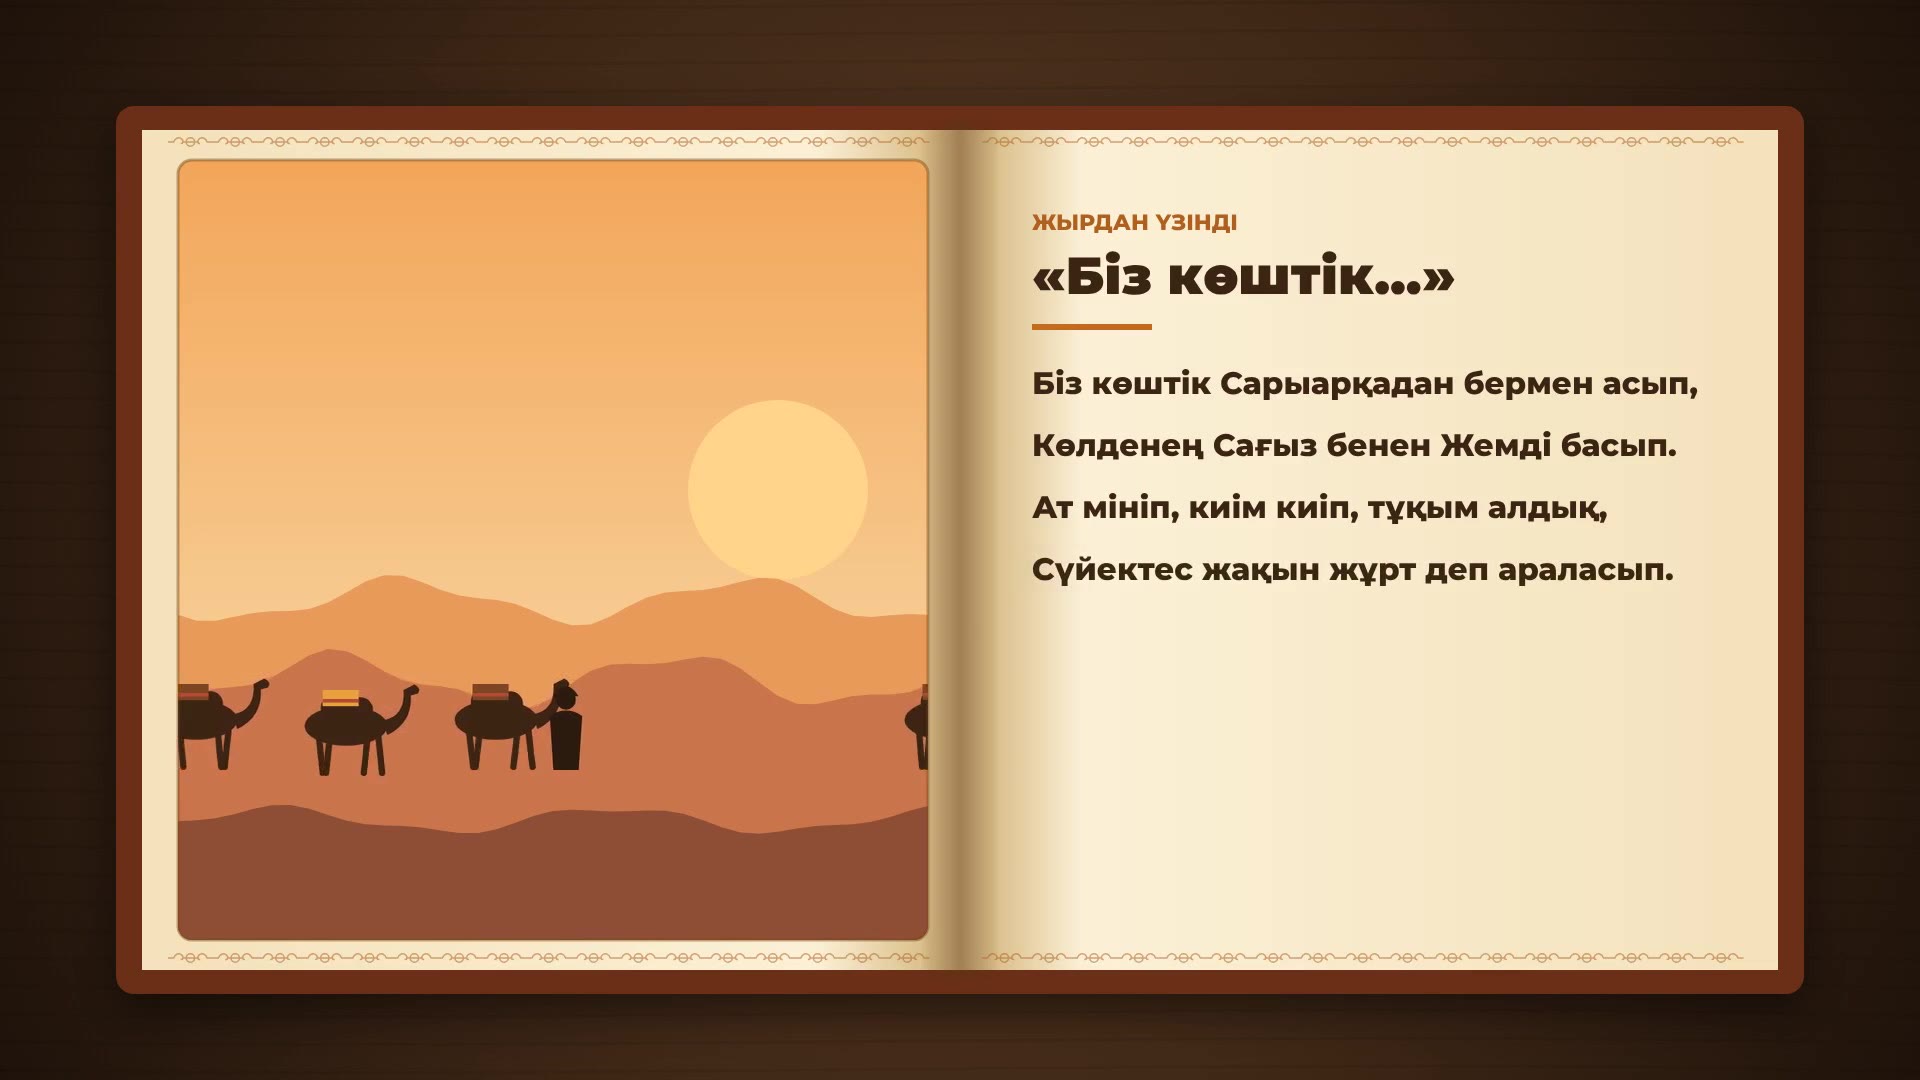 ЖЫРДАН ҮЗІНДІ
«Біз көштік...»
Біз көштік Сарыарқадан бермен асып,
Көлденең Сағыз бенен Жемді басып.
Ат мініп, киім киіп, тұқым алдық,
Сүйектес жақын жұрт деп араласып.